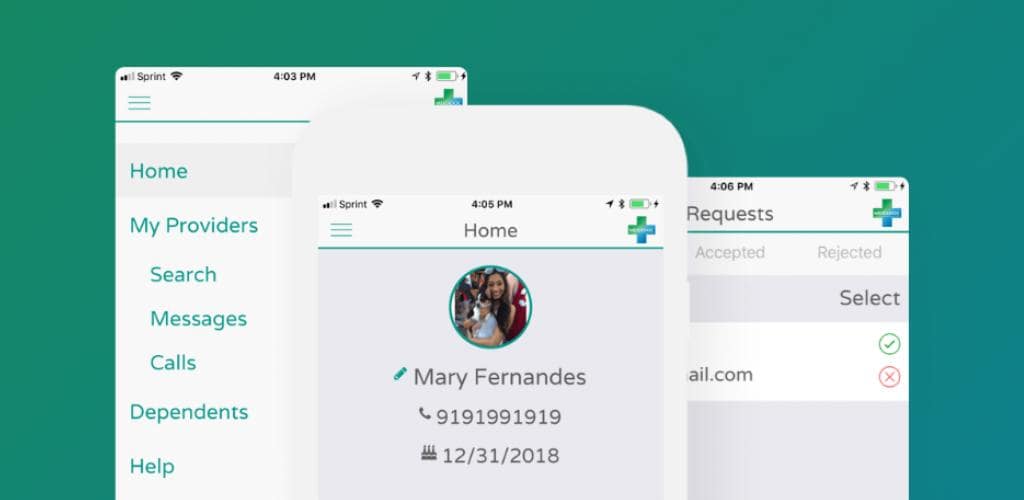 Sprint 4:03 PM
Home
My Providers
Search
Messages
Calls
Dependents
Help
Sprint 4:05 PM
Home
Mary Fernandes
9191991919
12/31/2018
4:06 PM
Requests
Accepted Rejected
Select
ail.com